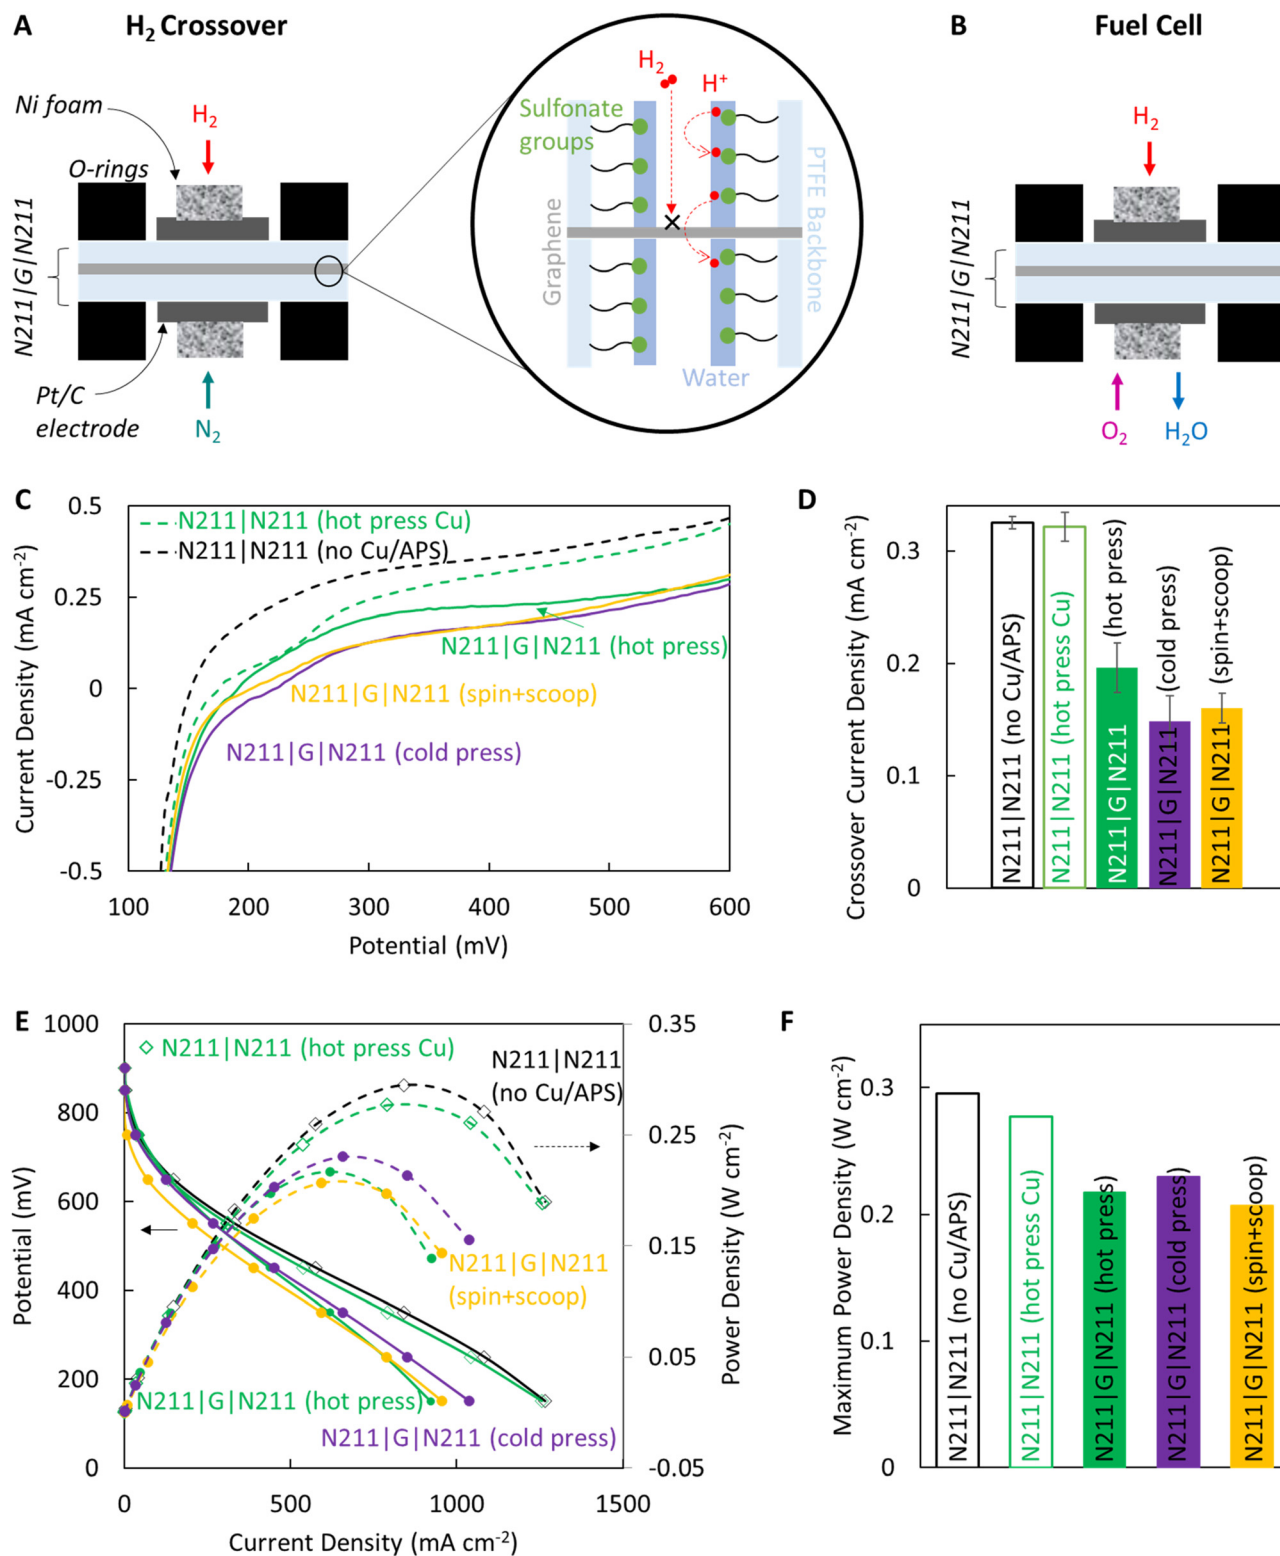 A
H2 Crossover
Ni foam
H2
O-rings
N211|G|N211
Pt/C
electrode
N2
H2
H+
Sulfonate
groups
Graphene
PTFE Backbone
Water
B
Fuel Cell
H2
N211|G|N211
O2
H2O
C
Current Density (mA cm-2)
0.5
0.25
0
-0.25
-0.5
N211|N211 (hot press Cu)
N211|N211 (no Cu/APS)
N211|G|N211 (hot press)
N211|G|N211 (spin+scoop)
N211|G|N211 (cold press)
100
200
300
400
500
600
Potential (mV)
D
Crossover Current Density (mA cm-2)
0.3
0.2
0.1
0
N211|N211 (no Cu/APS)
N211|N211 (hot press Cu)
N211|G|N211 (hot press)
N211|G|N211 (cold press)
N211|G|N211 (spin+scoop)
E
Potential (mV)
1000
800
600
400
200
0
N211|N211 (hot press Cu)
N211|N211
(no Cu/APS)
N211|G|N211
(spin+scoop)
N211|G|N211 (hot press)
N211|G|N211 (cold press)
0.35
0.25
0.15
0.05
-0.05
Power Density (W cm-2)
0
500
1000
1500
Current Density (mA cm-2)
F
Maximum Power Density (W cm-2)
0.3
0.2
0.1
0
N211|N211 (no Cu/APS)
N211|N211 (hot press Cu)
N211|G|N211 (hot press)
N211|G|N211 (cold press)
N211|G|N211 (spin+scoop)